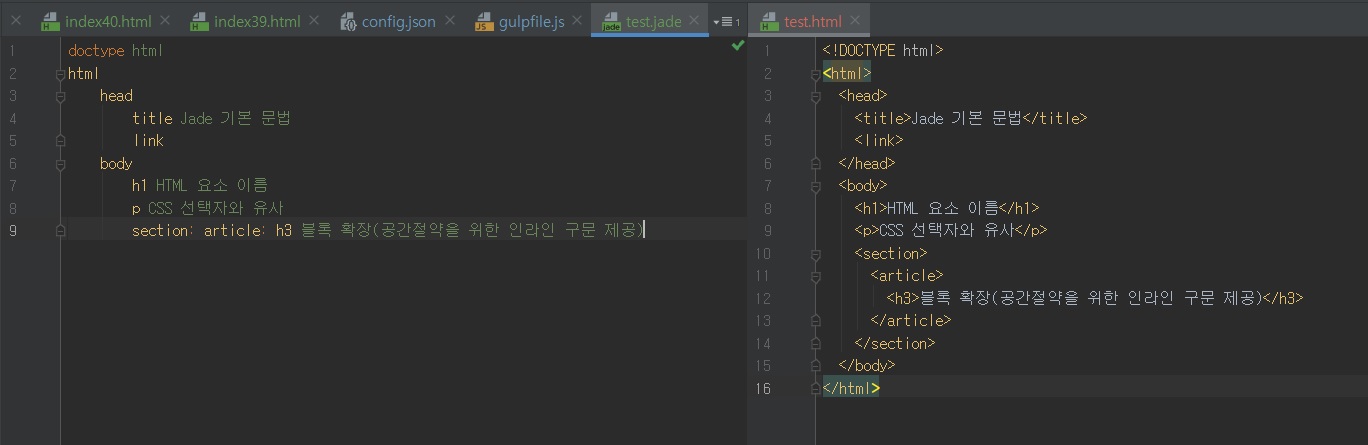 index40.html index39.html config.json gulpfile.js test.jade 1 test.html
1 doctype html
2 html
3 head
4 title Jade 기본 문법
5 link
6 body
7 h1 HTML 요소 이름
8 p CSS 선택자와 유사
9 section: article: h3 블록 확장(공간절약을 위한 인라인 구문 제공)
1 <!DOCTYPE html>
2 <html>
3 <head>
4 <title>Jade 기본 문법</title>
5 <link>
6 </head>
7 <body>
8 <h1>HTML 요소 이름</h1>
9 <p>CSS 선택자와 유사</p>
10 <section>
11 <article>
12 <h3>블록 확장(공간절약을 위한 인라인 구문 제공)</h3>
13 </article>
14 </section>
15 </body>
16 </html>